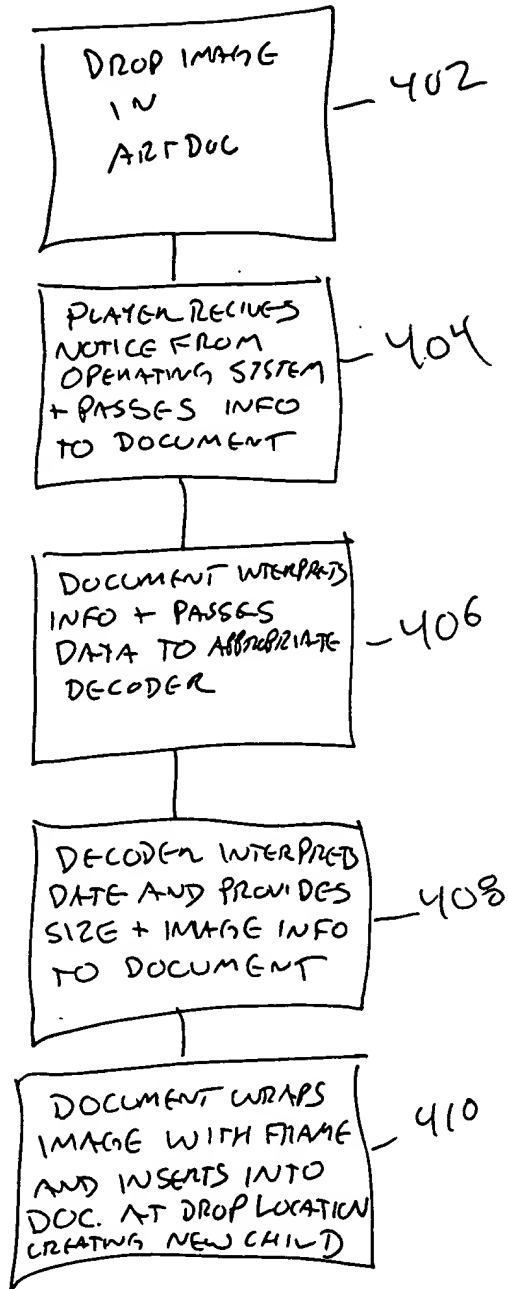 DROP IMAGE
IN
ARTDOC
402
PLAYER RECIVES
NOTICE FROM
OPERATING SYSTEM
+ PASSES INFO
TO DOCUMENT
404
DOCUMENT INTERPRETS
INFO + PASSES
DATA TO APPROPRIATE
DECODER
406
DECODER INTERPRETS
DATE AND PROVIDES
SIZE + IMAGE INFO
TO DOCUMENT
408
DOCUMENT WRAPS
IMAGE WITH FRAME
AND INSERTS INTO
DOC. AT DROP LOCATION
CREATING NEW CHILD
410